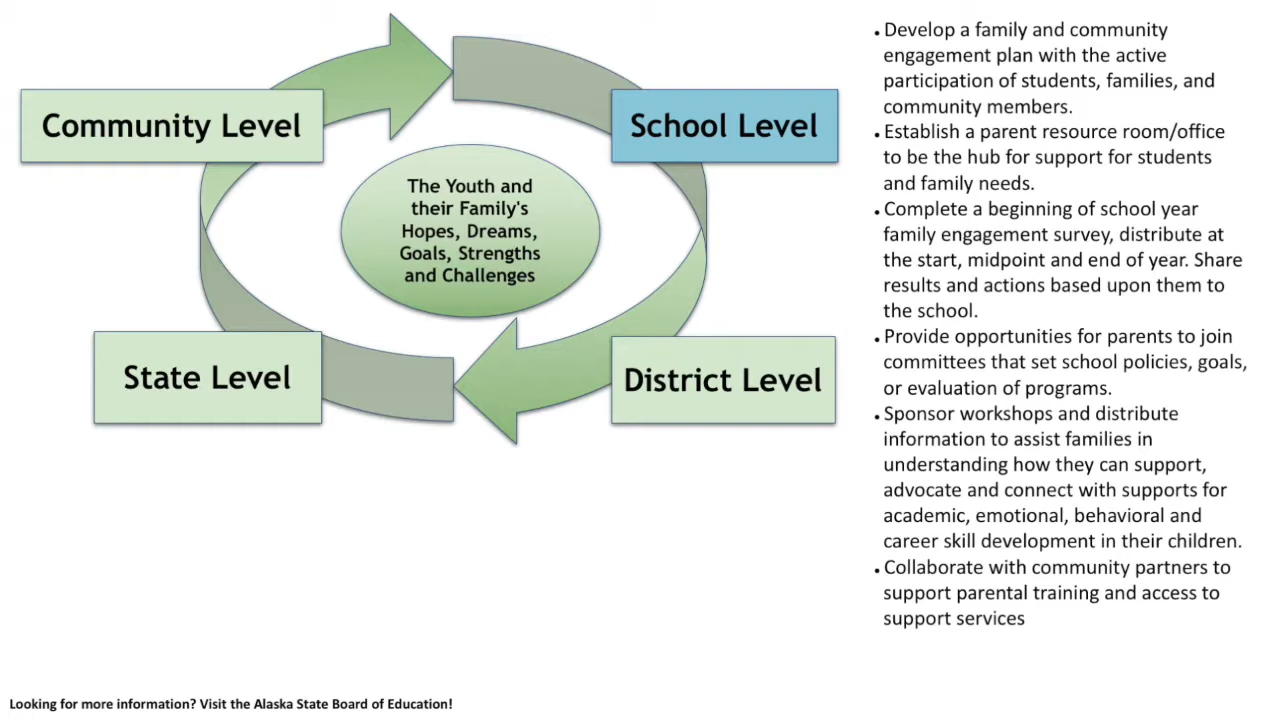 Community Level
School Level
The Youth and
their Family's
Hopes, Dreams,
Goals, Strengths
and Challenges
State Level
District Level
• Develop a family and community
engagement plan with the active
participation of students, families, and
community members.
• Establish a parent resource room/office
to be the hub for support for students
and family needs.
• Complete a beginning of school year
family engagement survey, distribute at
the start, midpoint and end of year. Share
results and actions based upon them to
the school.
• Provide opportunities for parents to join
committees that set school policies, goals,
or evaluation of programs.
• Sponsor workshops and distribute
information to assist families in
understanding how they can support,
advocate and connect with supports for
academic, emotional, behavioral and
career skill development in their children.
• Collaborate with community partners to
support parental training and access to
support services
Looking for more information? Visit the Alaska State Board of Education!